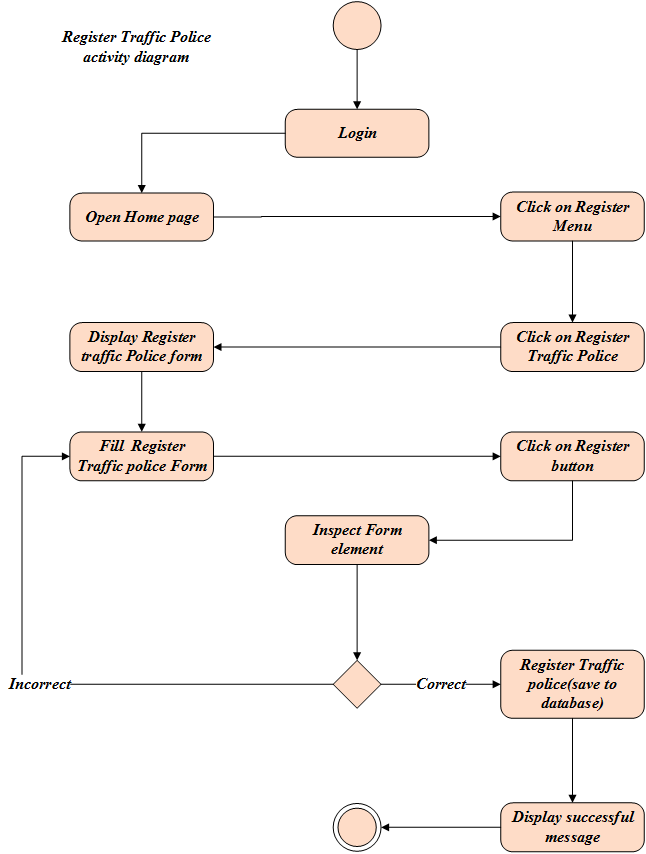 Register Traffic Police
activity diagram
Login
Open Home page
Click on Register
Menu
Display Register
traffic Police form
Click on Register
Traffic Police
Fill Register
Traffic police Form
Click on Register
button
Inspect Form
element
Incorrect
Correct
Register Traffic
police(save to
database)
Display successful
message